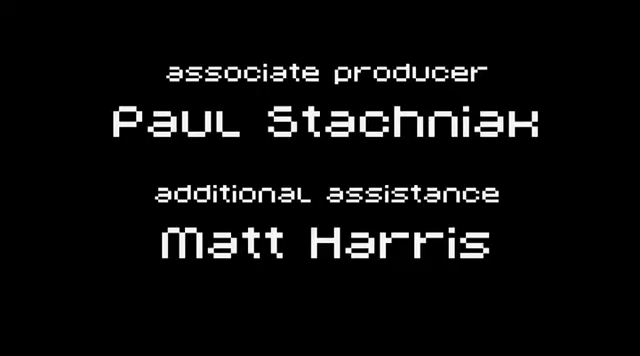 associate producer
Paul Stachniak
additional assistance
Matt Harris